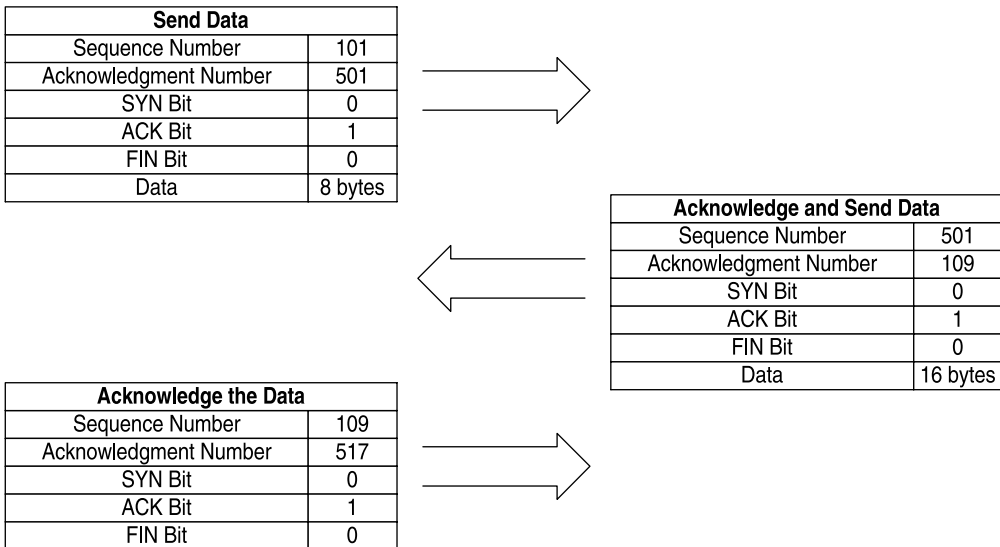 Send Data
Sequence Number 101
Acknowledgment Number 501
SYN Bit 0
ACK Bit 1
FIN Bit 0
Data 8 bytes
Acknowledge and Send Data
Sequence Number 501
Acknowledgment Number 109
SYN Bit 0
ACK Bit 1
FIN Bit 0
Data 16 bytes
Acknowledge the Data
Sequence Number 109
Acknowledgment Number 517
SYN Bit 0
ACK Bit 1
FIN Bit 0